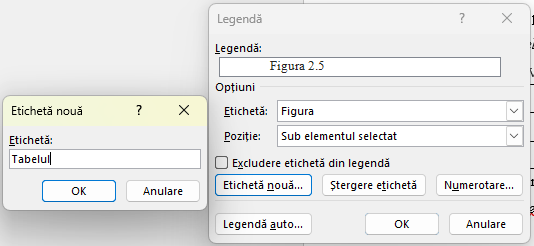 Legendă
?
Legendă:
Figura 2.5
Opțiuni
Etichetă:
Figura
Poziție:
Sub elementul selectat
Excludere etichetă din legendă
Etichetă nouă...
Ștergere etichetă
Numerotare...
Legendă auto...
OK
Anulare
Etichetă nouă
?
Etichetă:
Tabelul
OK
Anulare